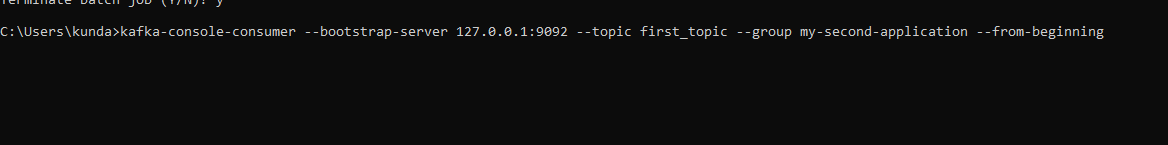 Terminate batch job (Y/N)? y
C:\Users\kunda>kafka-console-consumer --bootstrap-server 127.0.0.1:9092 --topic first_topic --group my-second-application --from-beginning